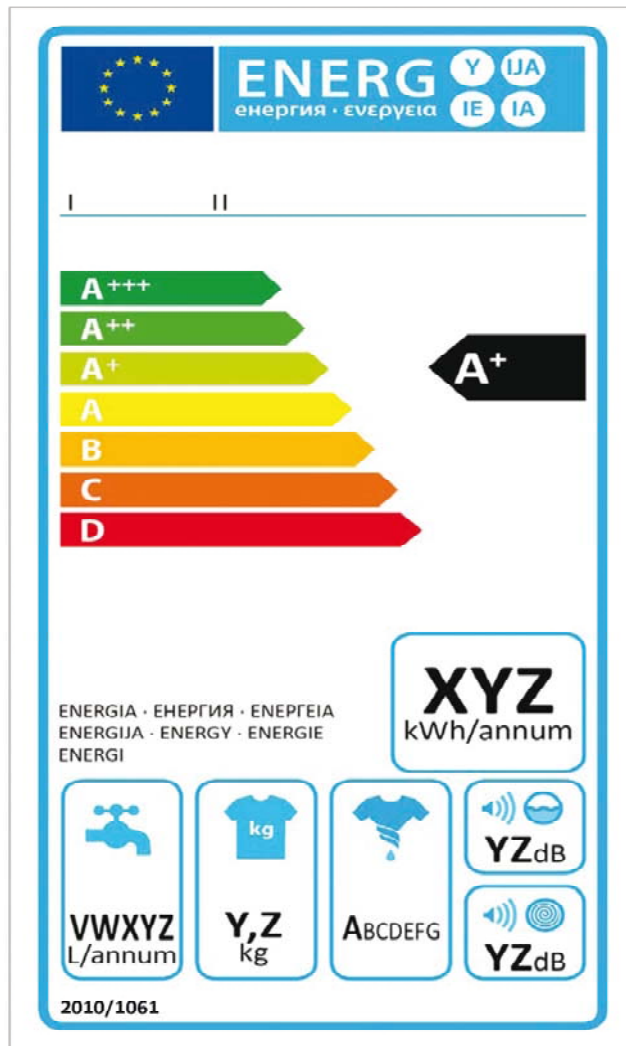 ENERG Y IJA
енергия · ενεργεια IE IA
I II
A+++
A++
A+
A+
A
B
C
D
XYZ
kWh/annum
ENERGIA · ЕНЕРГИЯ · ΕΝΕΡΓΕΙΑ
ENERGIJA · ENERGY · ENERGIE
ENERGI
VWXYZ
L/annum
kg
Y,Z
kg
ABCDEFG
YZdB
YZdB
2010/1061